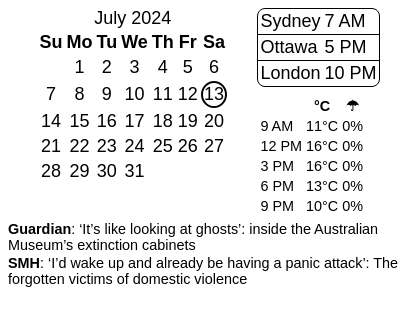 July 2024
Su Mo Tu We Th Fr Sa
1 2 3 4 5 6
7 8 9 10 11 12 13
14 15 16 17 18 19 20
21 22 23 24 25 26 27
28 29 30 31
Sydney 7 AM
Ottawa 5 PM
London 10 PM
°C ☂
9 AM 11°C 0%
12 PM 16°C 0%
3 PM 16°C 0%
6 PM 13°C 0%
9 PM 10°C 0%
Guardian: ‘It’s like looking at ghosts’: inside the Australian
Museum’s extinction cabinets
SMH: ‘I’d wake up and already be having a panic attack’: The
forgotten victims of domestic violence